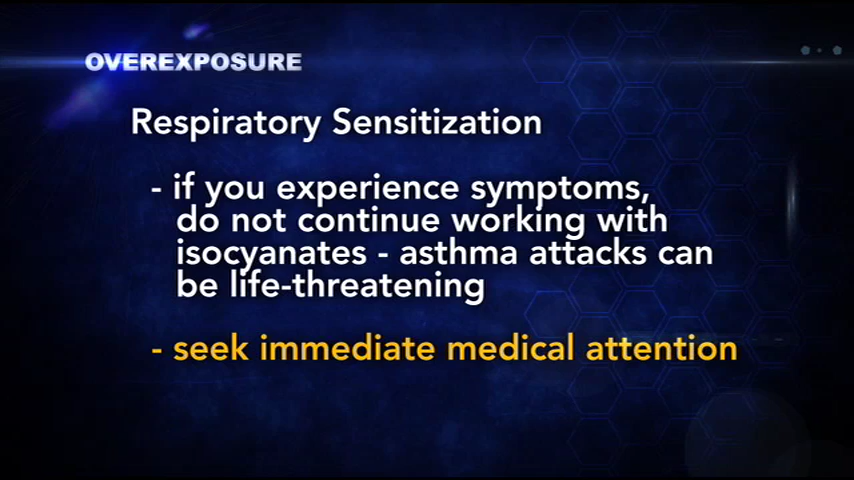 OVEREXPOSURE
Respiratory Sensitization
- if you experience symptoms,
do not continue working with
isocyanates - asthma attacks can
be life-threatening
- seek immediate medical attention